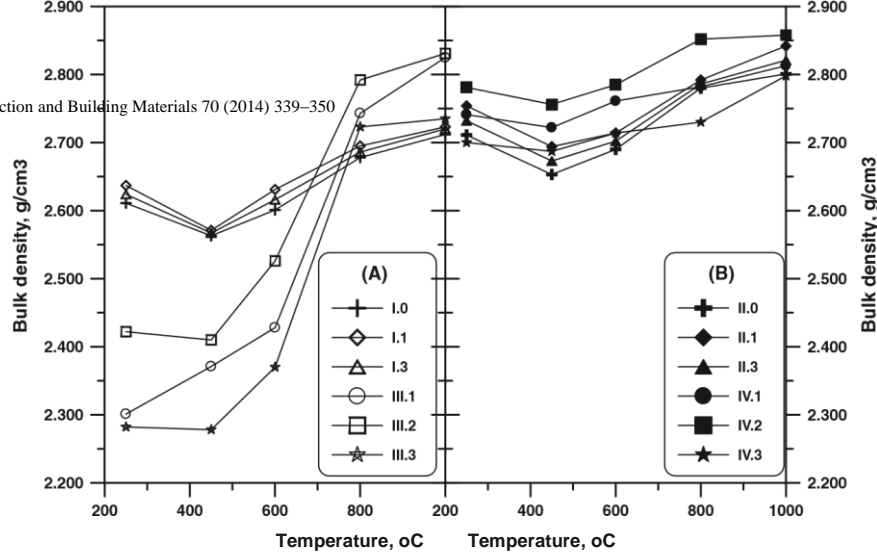 2.900 2.900
2.800 2.800
ction and Building Materials 70 (2014) 339–350
2.700 2.700
2.600 2.600
2.500 2.500
2.400 2.400
2.300 2.300
2.200 2.200
Bulk density, g/cm3
Bulk density, g/cm3
(A)
I.0
I.1
I.3
III.1
III.2
III.3
(B)
II.0
II.1
II.3
IV.1
IV.2
IV.3
200 400 600 800 200 400 600 800 1000
Temperature, oC Temperature, oC